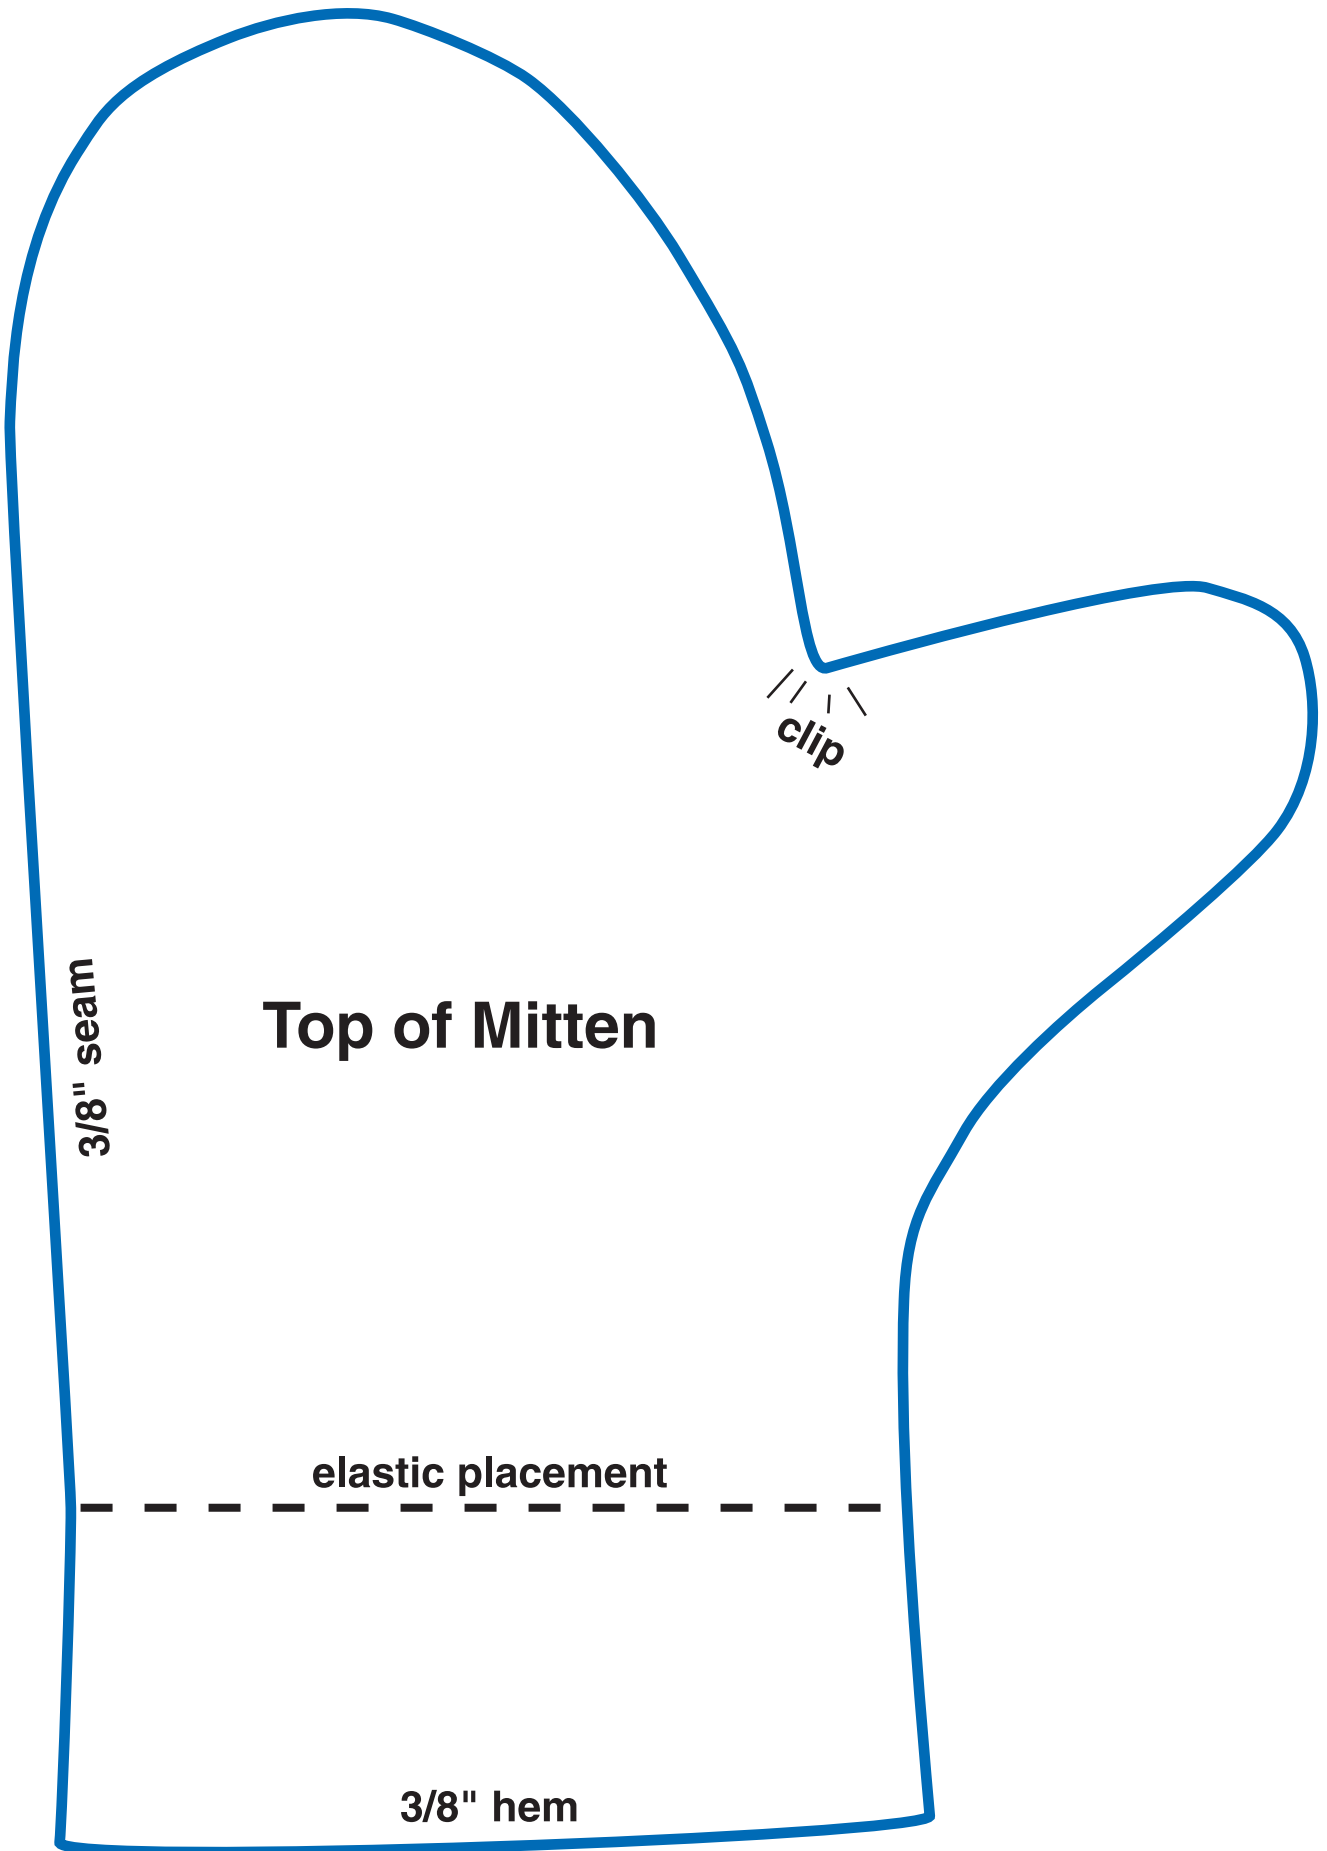 clip
3/8" seam
Top of Mitten
elastic placement
3/8" hem